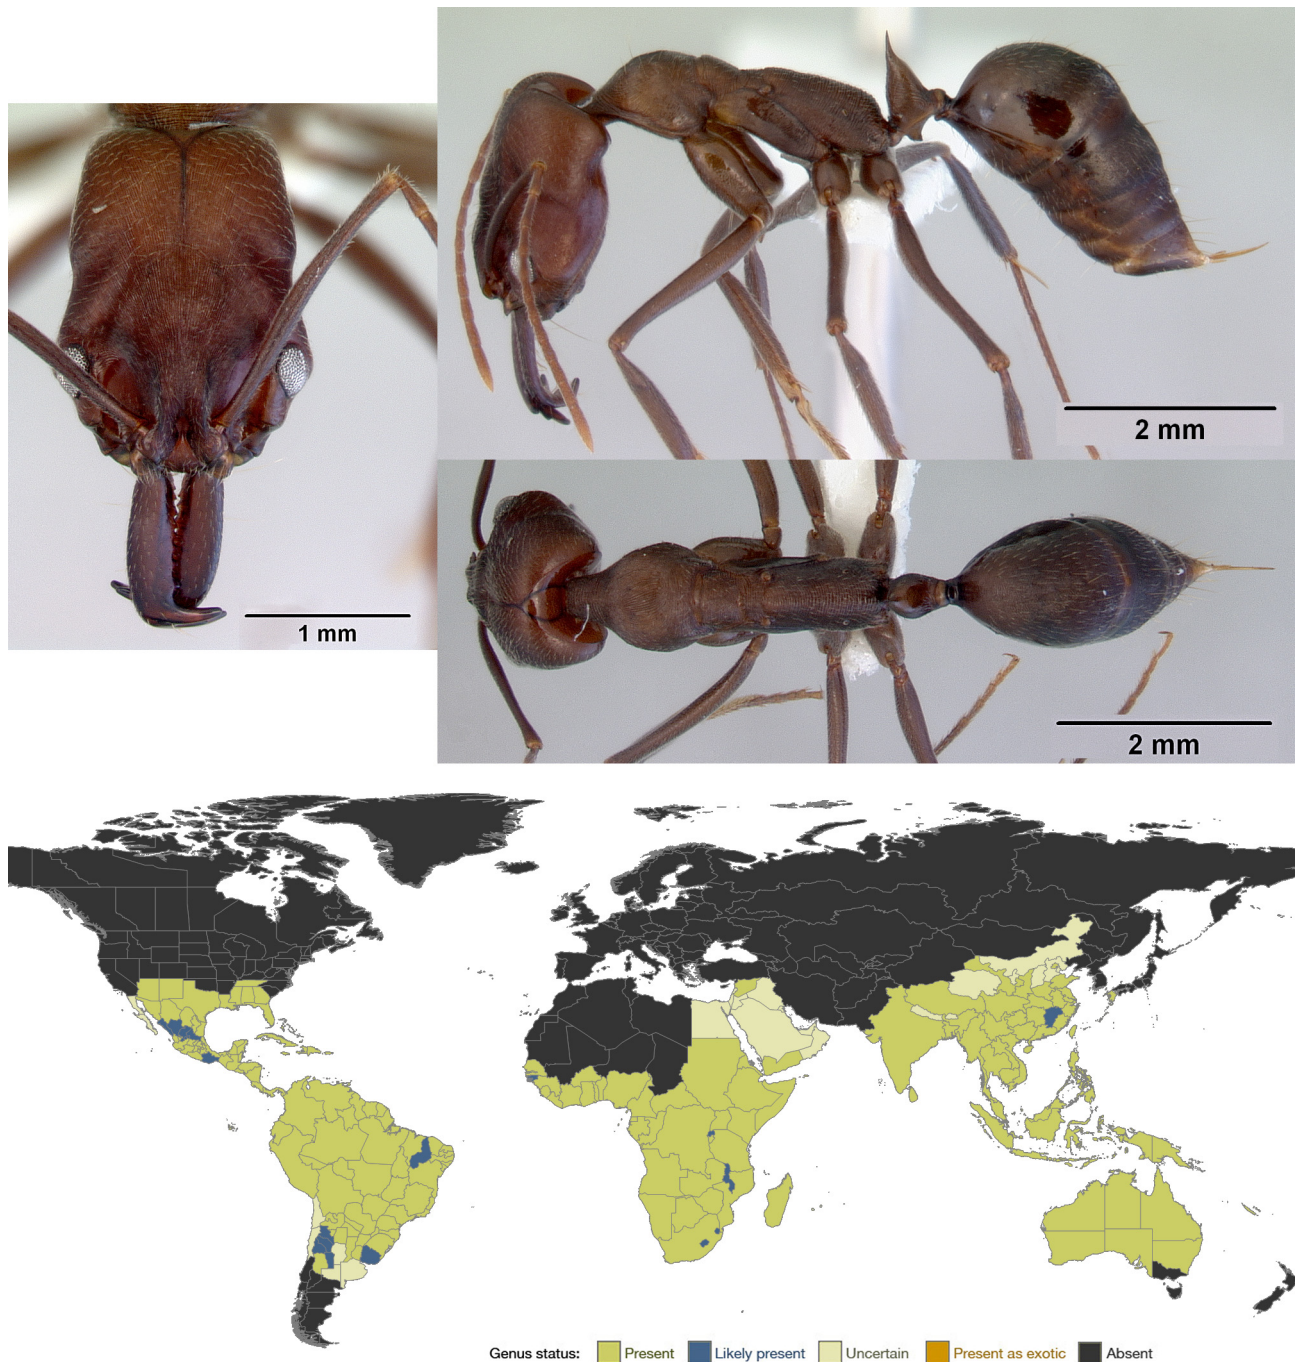 2 mm
1 mm
2 mm
Genus status: Present Likely present Uncertain Present as exotic Absent